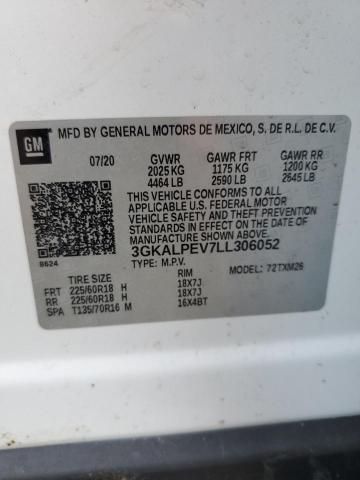 GM
MFD BY GENERAL MOTORS DE MEXICO, S. DE R.L. DE C.V.
07/20 GVWR GAWR FRT GAWR RR
2025 KG 1175 KG 1200 KG
4464 LB 2590 LB 2645 LB
THIS VEHICLE CONFORMS TO ALL
APPLICABLE U.S. FEDERAL MOTOR
VEHICLE SAFETY, BUMPER, AND THEFT PREVENTION
STANDARDS IN EFFECT ON THE DATE OF
MANUFACTURE SHOWN ABOVE.
3GKALPEV7LL306052
8624 TYPE: M.P.V. MODEL: 72TXM26
TIRE SIZE RIM
FRT 225/60R18 H 18X7J
RR 225/60R18 H 18X7J
SPA T135/70R16 M 16X4BT